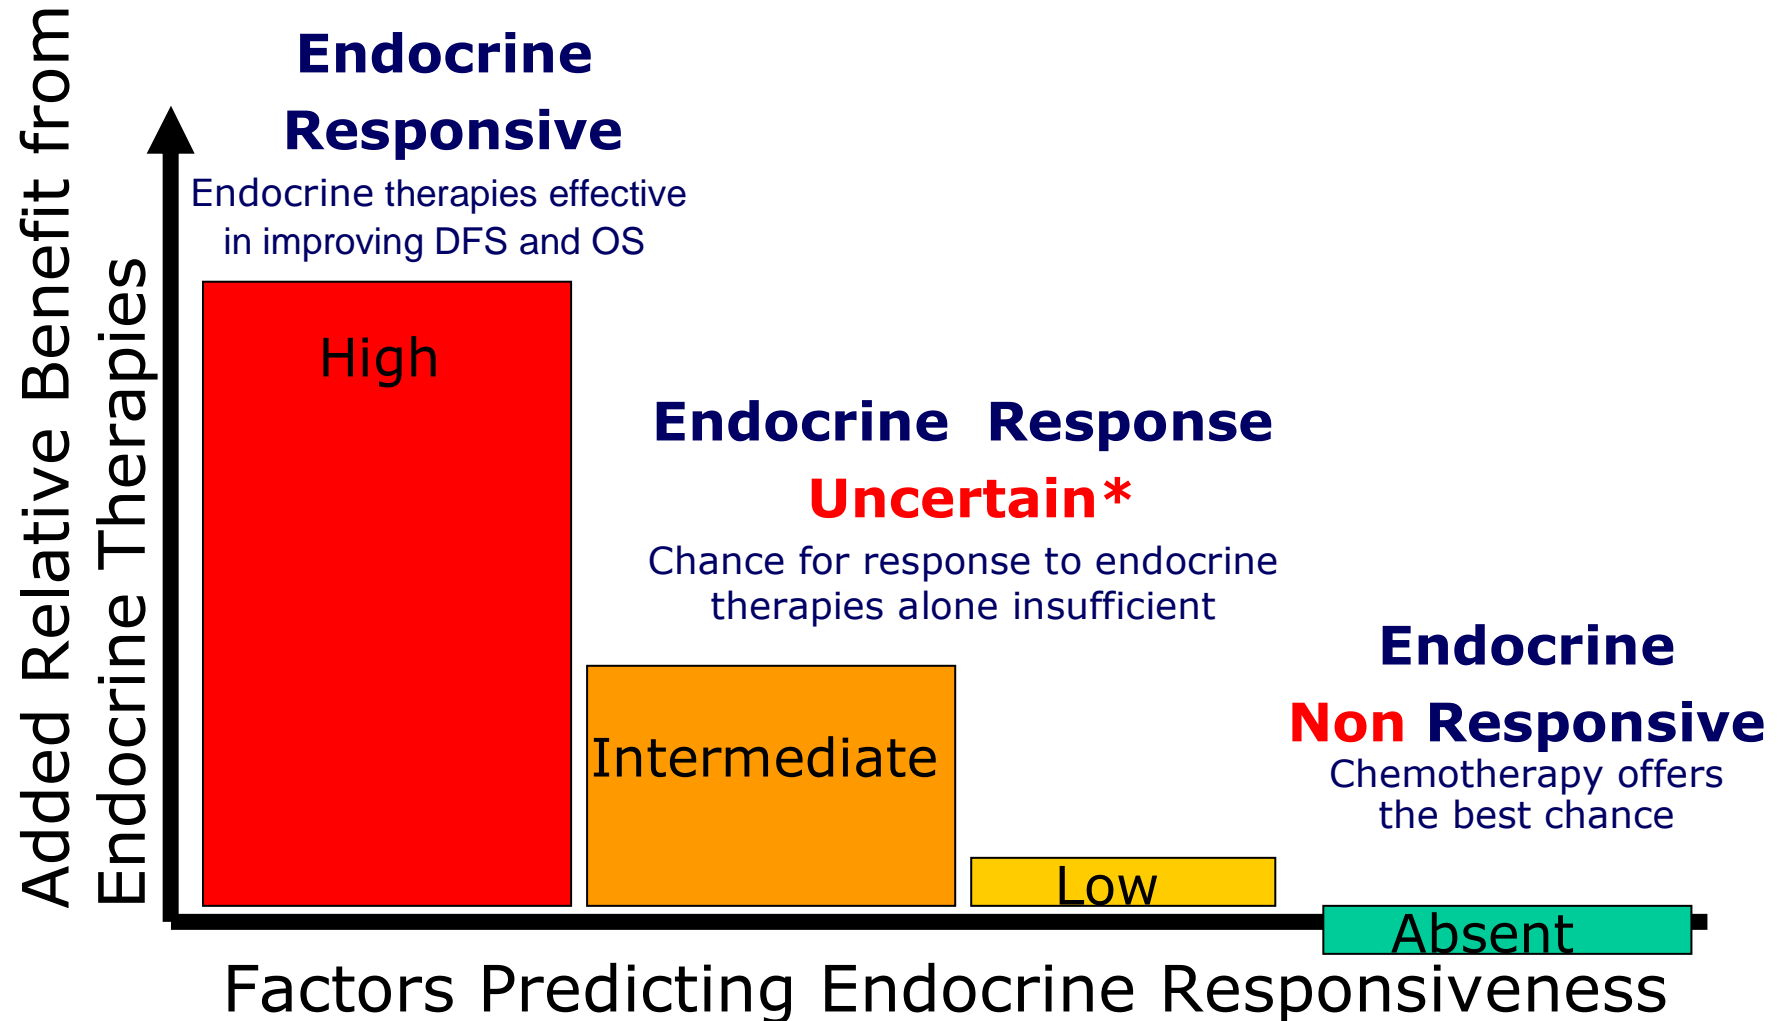 Added Relative Benefit from
Endocrine Therapies
Endocrine
Responsive
Endocrine therapies effective
in improving DFS and OS
High
Endocrine Response
Uncertain*
Chance for response to endocrine
therapies alone insufficient
Intermediate
Low
Endocrine
Non Responsive
Chemotherapy offers
the best chance
Absent
Factors Predicting Endocrine Responsiveness